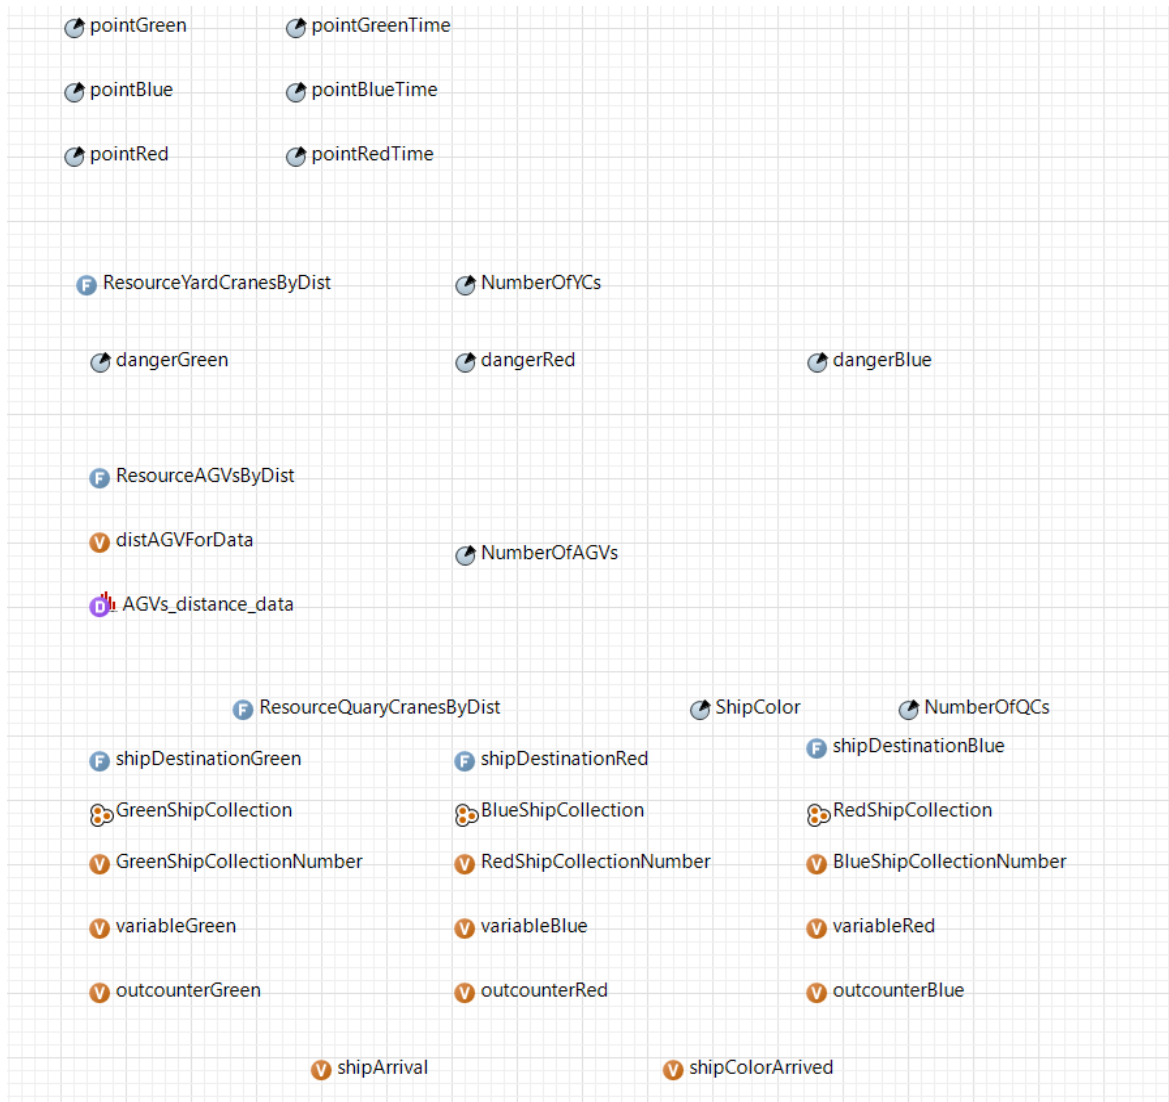 pointGreen pointGreenTime
pointBlue pointBlueTime
pointRed pointRedTime
F ResourceYardCranesByDist NumberOfYCs
dangerGreen dangerRed dangerBlue
F ResourceAGVsByDist
V distAGVForData
NumberOfAGVs
D AGVs_distance_data
F ResourceQuaryCranesByDist ShipColor NumberOfQCs
F shipDestinationGreen F shipDestinationRed F shipDestinationBlue
GreenShipCollection BlueShipCollection RedShipCollection
V GreenShipCollectionNumber V RedShipCollectionNumber V BlueShipCollectionNumber
V variableGreen V variableBlue V variableRed
V outcounterGreen V outcounterRed V outcounterBlue
V shipArrival V shipColorArrived